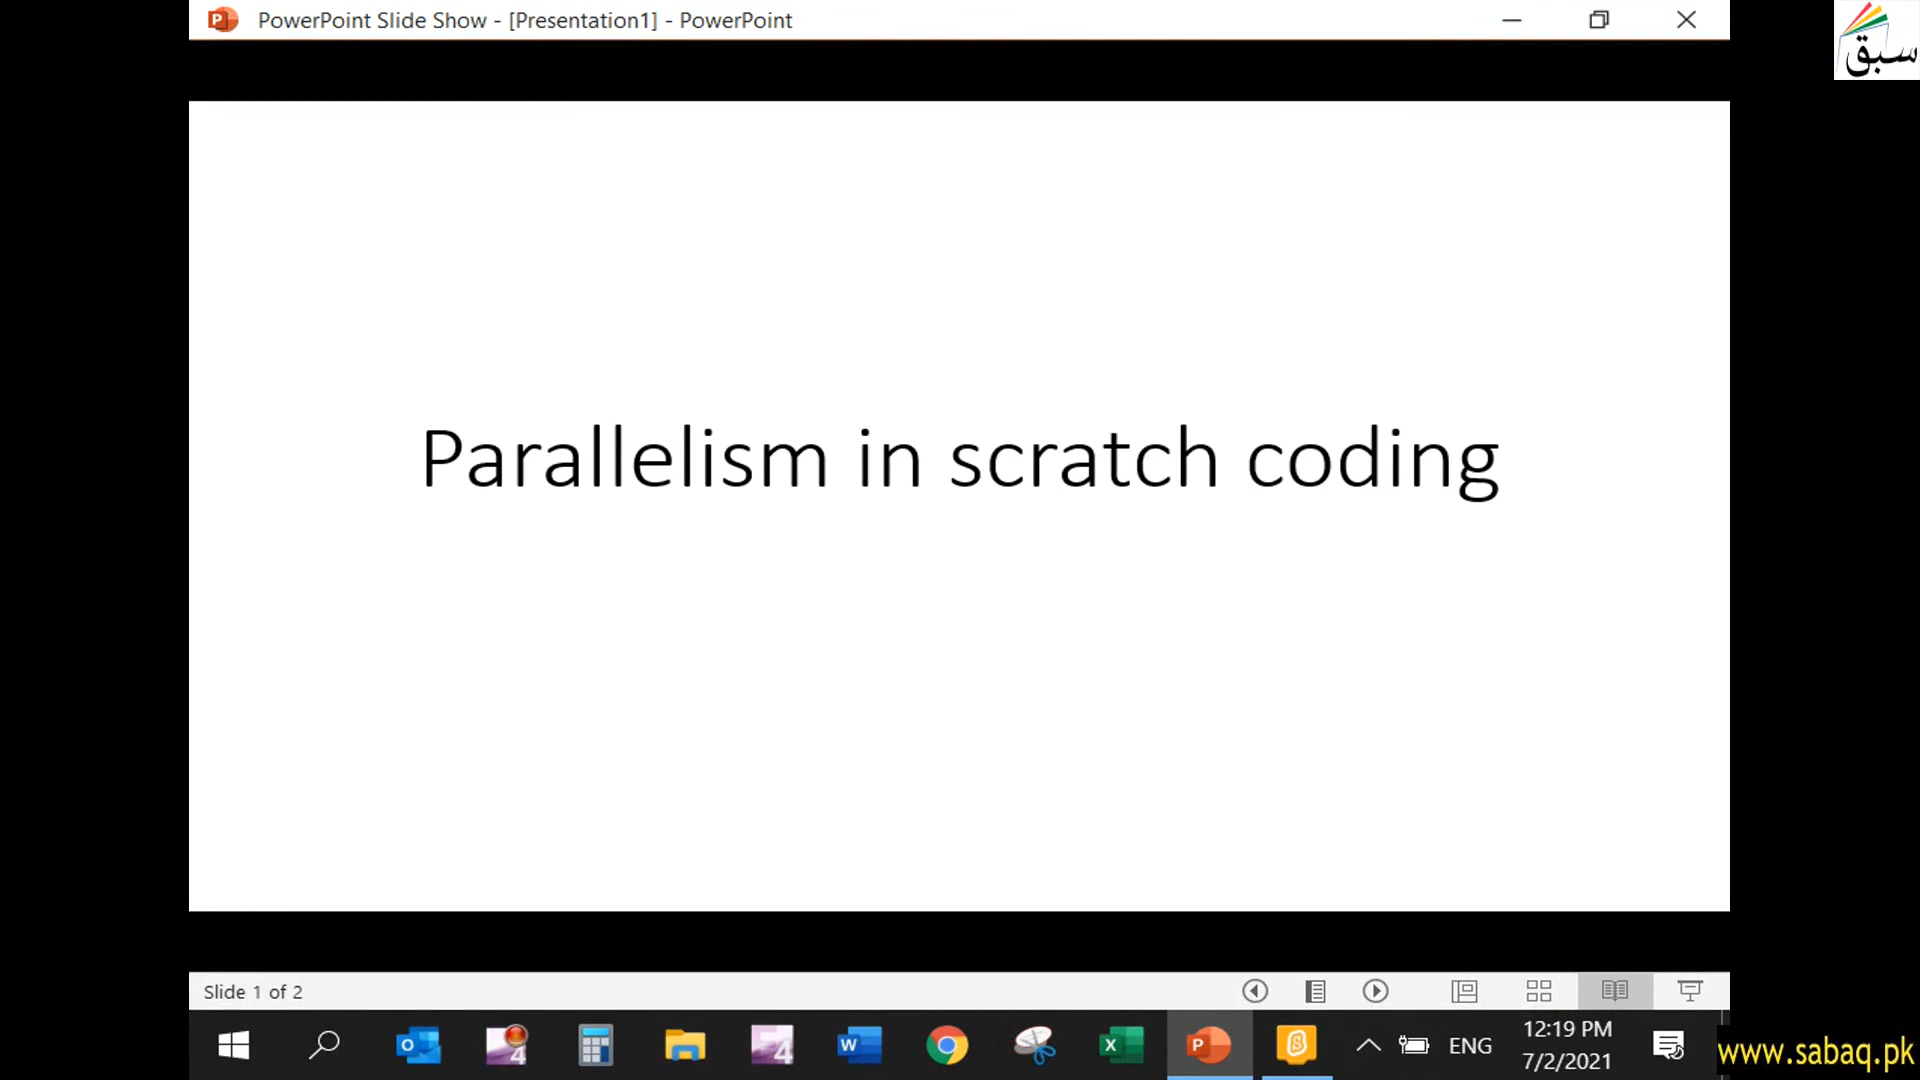 PowerPoint Slide Show - [Presentation1] - PowerPoint
سبق
Parallelism in scratch coding
Slide 1 of 2
ENG
12:19 PM
7/2/2021
www.sabaq.pk